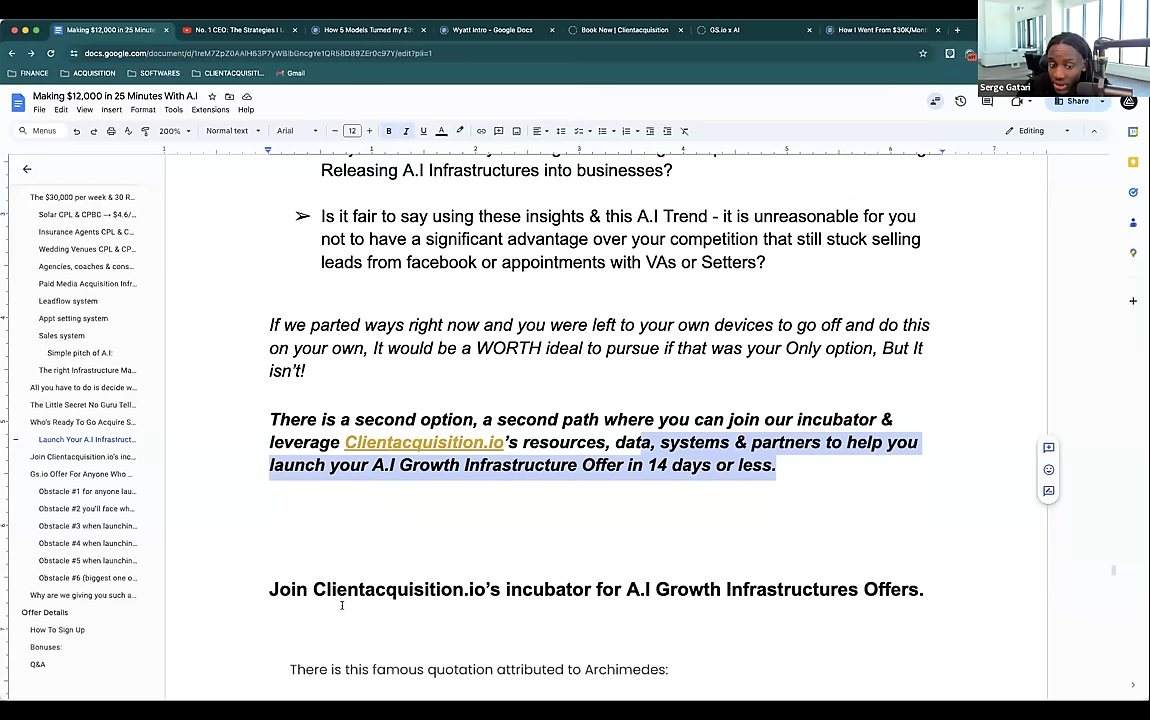 Making $12,000 in 25 Minute
No. 1 CEO: The Strategies I L
How 5 Models Turned my $3
Wyatt Intro - Google Docs
Book Now | Clientacquisition
GS.io x AI
How I Went From $30K/Mon
docs.google.com/document/d/1reM7ZpZ0AAIH63P7yWBlbGncgYe1QR58D89ZEr0c97Y/edit?pli=1
FINANCE
ACQUISITION
SOFTWARES
CLIENTACQUISITI...
Gmail
Serge Gatari
Making $12,000 in 25 Minutes With A.I
File Edit View Insert Format Tools Extensions Help
Share
Menus
200%
Normal text
Arial
12
B I U A
Editing
1 1 2 3 4 5 6 7
The $30,000 per week & 30 R...
Solar CPL & CPBC → $4.6/...
Insurance Agents CPL & C...
Wedding Venues CPL & CP...
Agencies, coaches & cons...
Paid Media Acquisition Infr...
Leadflow system
Appt setting system
Sales system
Simple pitch of A.I:
The right Infrastructure Ma...
All you have to do is decide w...
The Little Secret No Guru Tell...
Who's Ready To Go Acquire S...
Launch Your A.I Infrastruct...
Join Clientacquisition.io's inc...
Gs.io Offer For Anyone Who ...
Obstacle #1 for anyone lau...
Obstacle #2 you'll face wh...
Obstacle #3 when launchin...
Obstacle #4 when launchin...
Obstacle #5 when launchin...
Obstacle #6 (biggest one o...
Why are we giving you such a...
Offer Details
How To Sign Up
Bonuses:
Q&A
Releasing A.I Infrastructures into businesses?
➢ Is it fair to say using these insights & this A.I Trend - it is unreasonable for you
not to have a significant advantage over your competition that still stuck selling
leads from facebook or appointments with VAs or Setters?
If we parted ways right now and you were left to your own devices to go off and do this
on your own, It would be a WORTH ideal to pursue if that was your Only option, But It
isn't!
There is a second option, a second path where you can join our incubator &
leverage Clientacquisition.io's resources, data, systems & partners to help you
launch your A.I Growth Infrastructure Offer in 14 days or less.
Join Clientacquisition.io's incubator for A.I Growth Infrastructures Offers.
There is this famous quotation attributed to Archimedes: